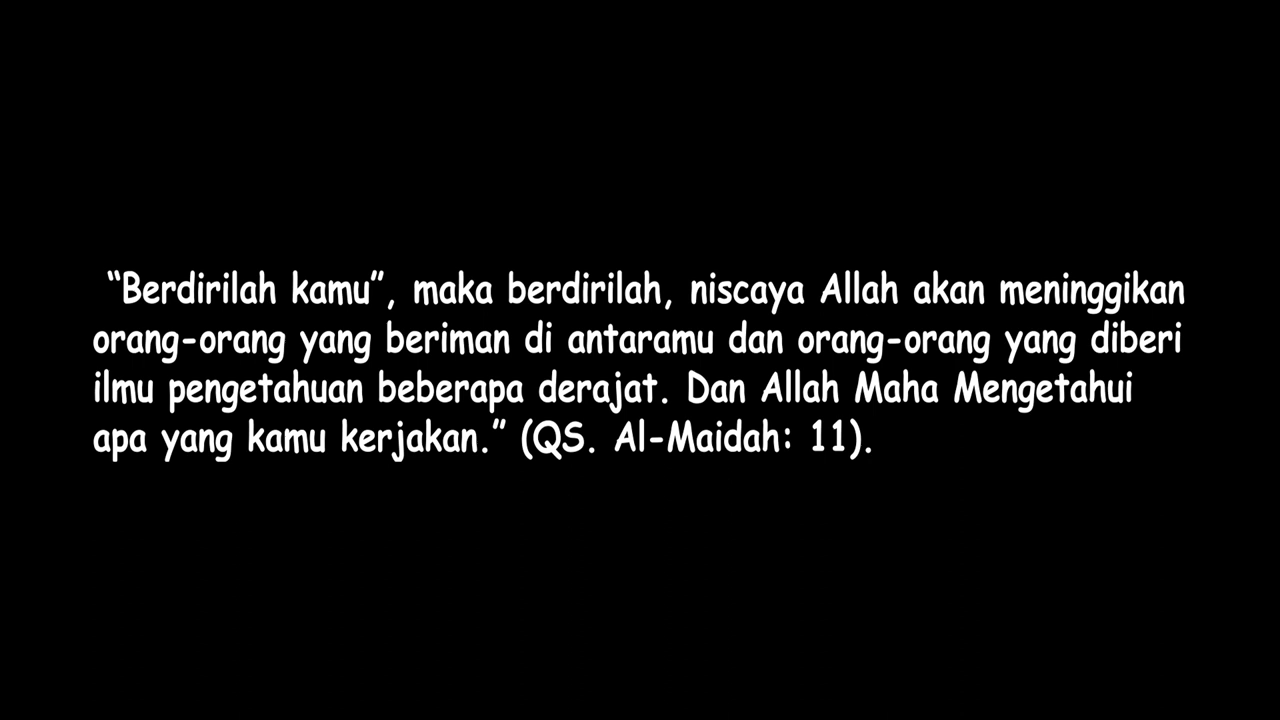 “Berdirilah kamu”, maka berdirilah, niscaya Allah akan meninggikan
orang-orang yang beriman di antaramu dan orang-orang yang diberi
ilmu pengetahuan beberapa derajat. Dan Allah Maha Mengetahui
apa yang kamu kerjakan.” (QS. Al-Maidah: 11).